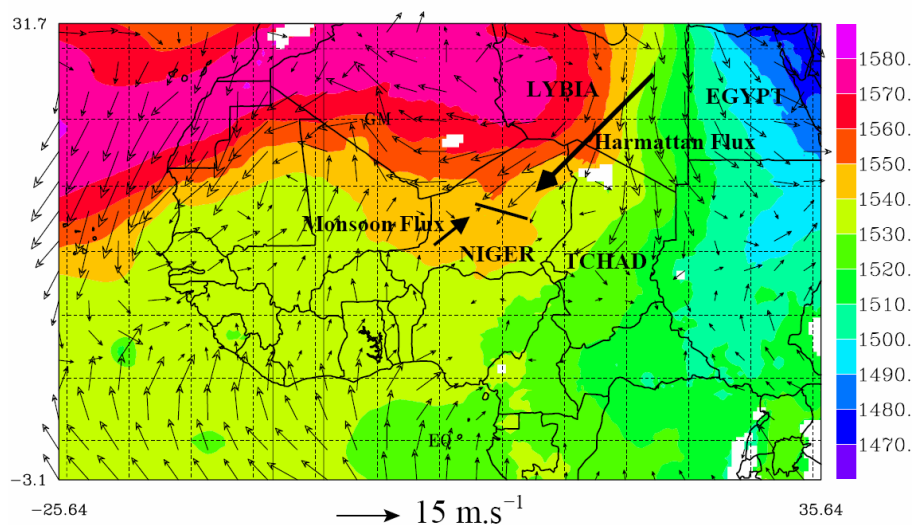 31.7
1580.
LYBIA
EGYPT
1570.
GM
1560.
Harmattan Flux
1550.
1540.
Monsoon Flux
1530.
NIGER
TCHAD
1520.
1510.
1500.
1490.
1480.
EQ
1470.
-3.1
-25.64
15 m.s⁻¹
35.64